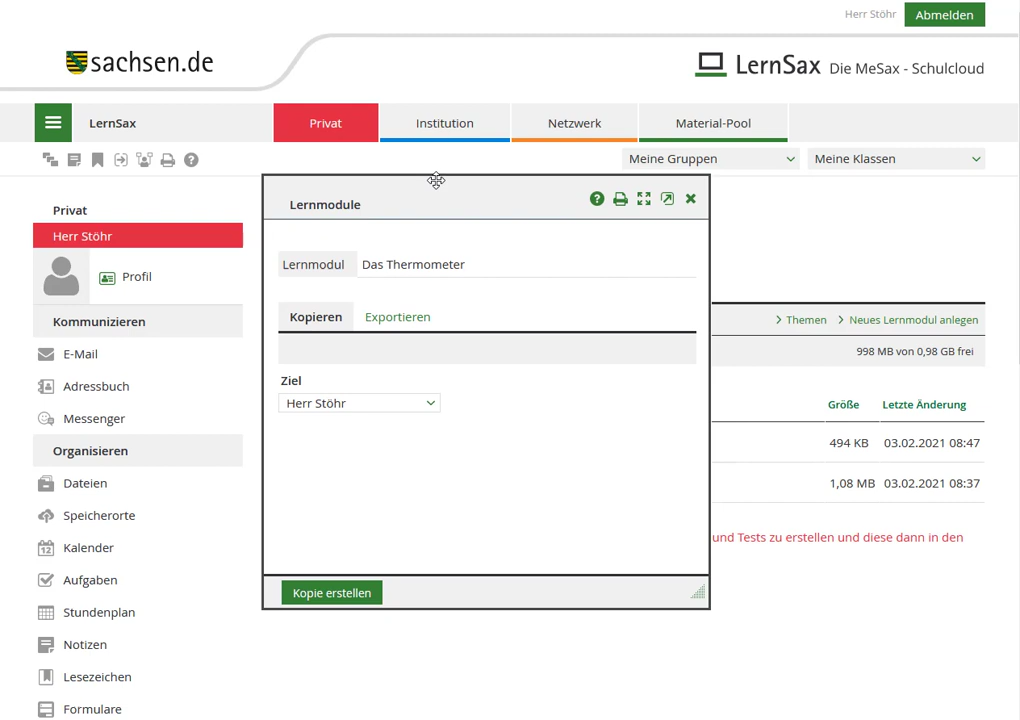 Herr Stöhr Abmelden
sachsen.de
LernSax Die MeSax - Schulcloud
LernSax Privat Institution Netzwerk Material-Pool
Meine Gruppen Meine Klassen
Privat
Herr Stöhr
Profil
Kommunizieren
E-Mail
Adressbuch
Messenger
Organisieren
Dateien
Speicherorte
12 Kalender
Aufgaben
Stundenplan
Notizen
Lesezeichen
Formulare
Lernmodule
Lernmodul Das Thermometer
Kopieren Exportieren
Ziel
Herr Stöhr
Kopie erstellen
Themen Neues Lernmodul anlegen
998 MB von 0,98 GB frei
Größe Letzte Änderung
494 KB 03.02.2021 08:47
1,08 MB 03.02.2021 08:37
und Tests zu erstellen und diese dann in den